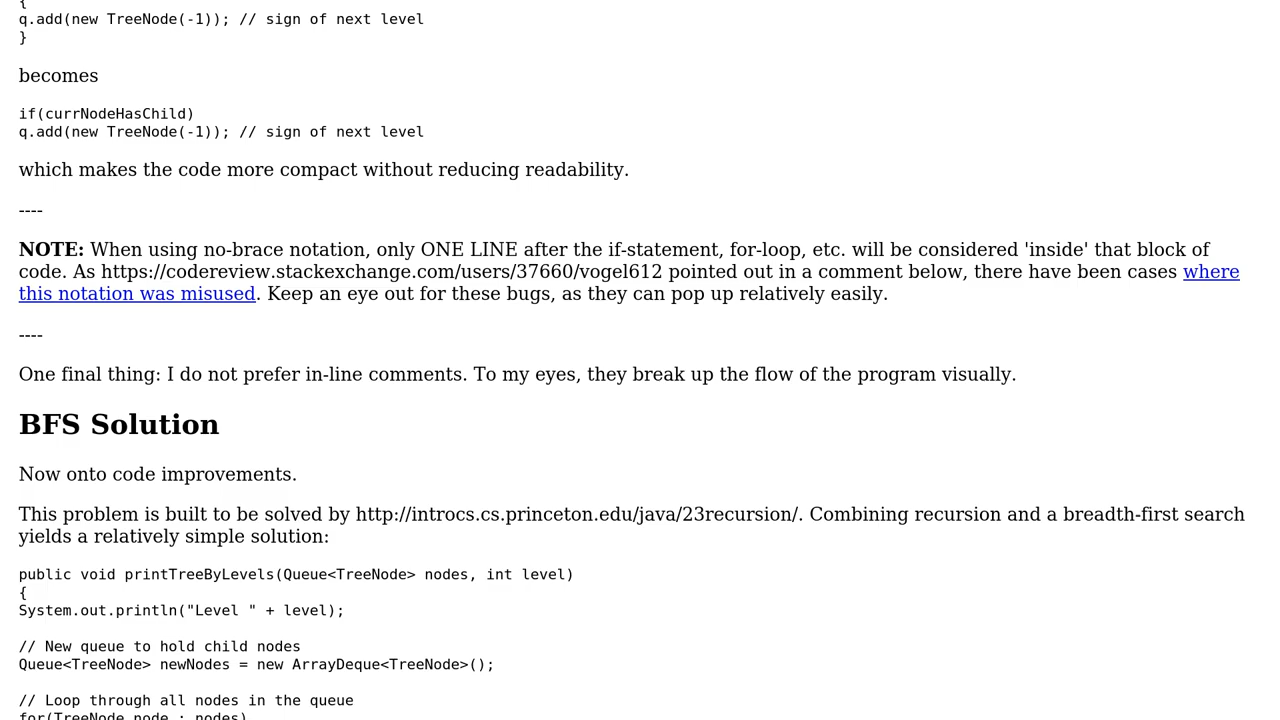 {
q.add(new TreeNode(-1)); // sign of next level
}
becomes
if(currNodeHasChild)
q.add(new TreeNode(-1)); // sign of next level
which makes the code more compact without reducing readability.
----
NOTE: When using no-brace notation, only ONE LINE after the if-statement, for-loop, etc. will be considered 'inside' that block of
code. As https://codereview.stackexchange.com/users/37660/vogel612 pointed out in a comment below, there have been cases where
this notation was misused. Keep an eye out for these bugs, as they can pop up relatively easily.
----
One final thing: I do not prefer in-line comments. To my eyes, they break up the flow of the program visually.
BFS Solution
Now onto code improvements.
This problem is built to be solved by http://introcs.cs.princeton.edu/java/23recursion/. Combining recursion and a breadth-first search
yields a relatively simple solution:
public void printTreeByLevels(Queue<TreeNode> nodes, int level)
{
System.out.println("Level " + level);
// New queue to hold child nodes
Queue<TreeNode> newNodes = new ArrayDeque<TreeNode>();
// Loop through all nodes in the queue
for(TreeNode node : nodes)